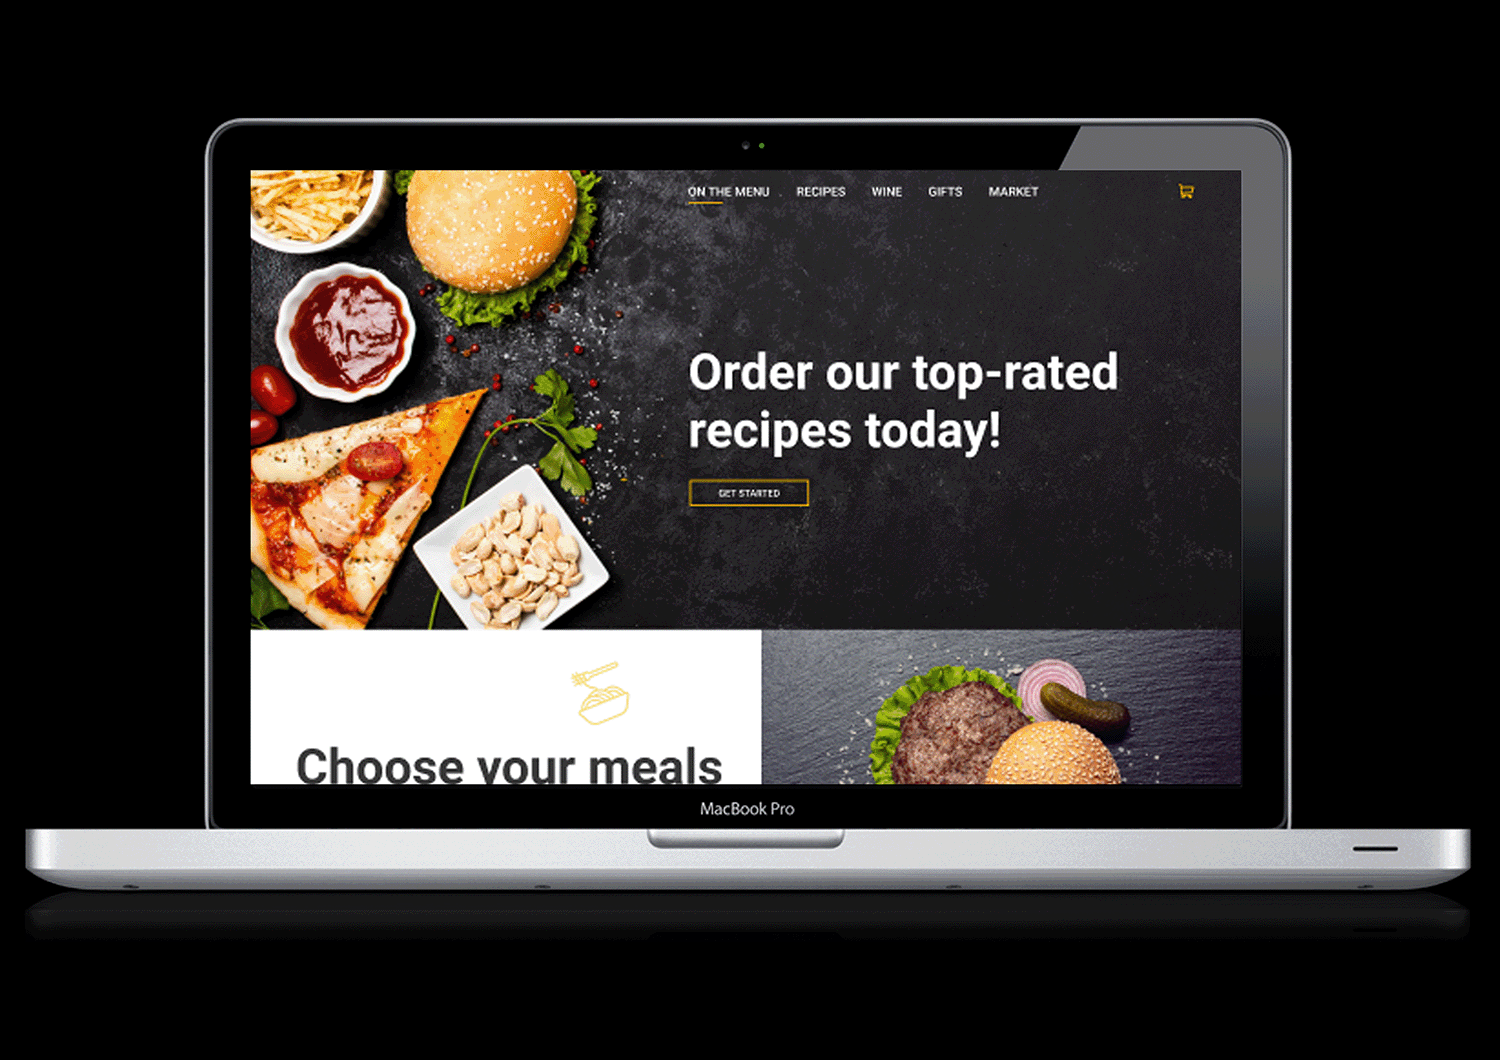 ON THE MENU RECIPES WINE GIFTS MARKET
Order our top-rated
recipes today!
GET STARTED
Choose your meals
MacBook Pro